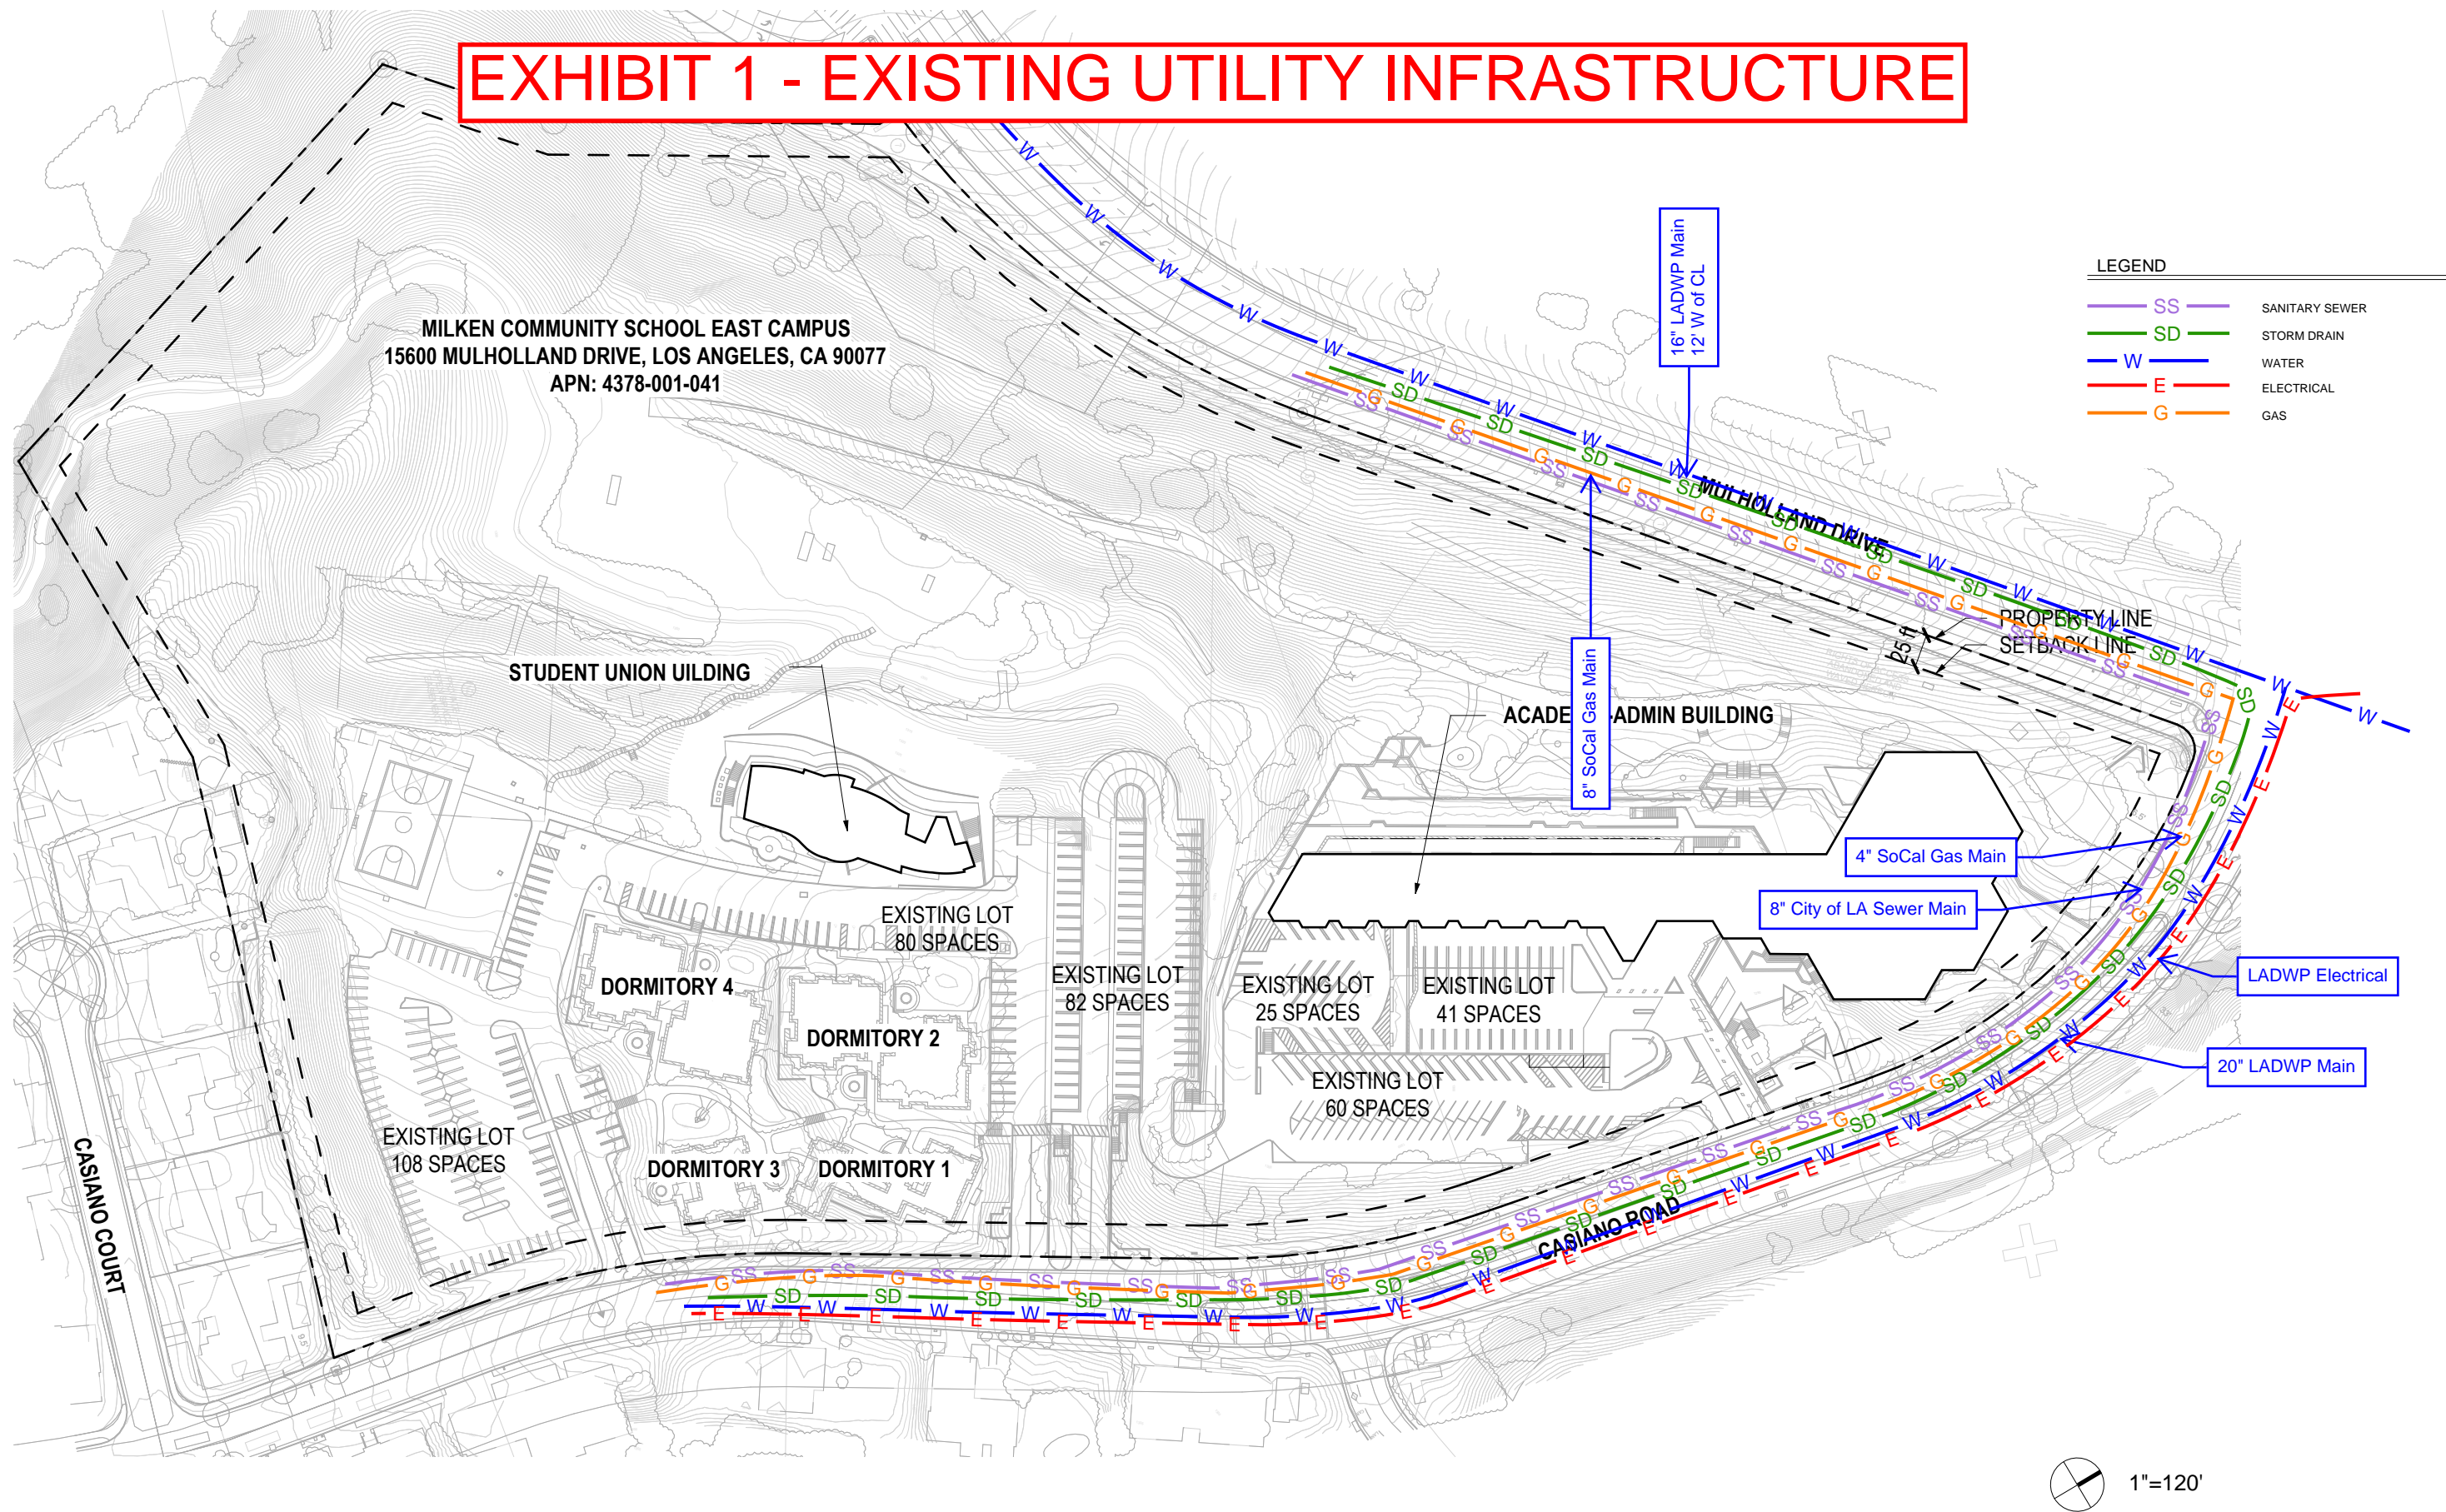 EXHIBIT 1 - EXISTING UTILITY INFRASTRUCTURE
MILKEN COMMUNITY SCHOOL EAST CAMPUS
15600 MULHOLLAND DRIVE, LOS ANGELES, CA 90077
APN: 4378-001-041
16" LADWP Main
12' W of CL
LEGEND
SS SANITARY SEWER
SD STORM DRAIN
W WATER
E ELECTRICAL
G GAS
MULHOLLAND DRIVE
PROPERTY LINE
SETBACK LINE
25 ft
STUDENT UNION UILDING
8" SoCal Gas Main
ACADE ADMIN BUILDING
4" SoCal Gas Main
8" City of LA Sewer Main
LADWP Electrical
20" LADWP Main
EXISTING LOT
80 SPACES
EXISTING LOT
82 SPACES
EXISTING LOT
25 SPACES
EXISTING LOT
41 SPACES
EXISTING LOT
60 SPACES
EXISTING LOT
108 SPACES
DORMITORY 4
DORMITORY 2
DORMITORY 3
DORMITORY 1
CASIANO COURT
CASIANO ROAD
1"=120'